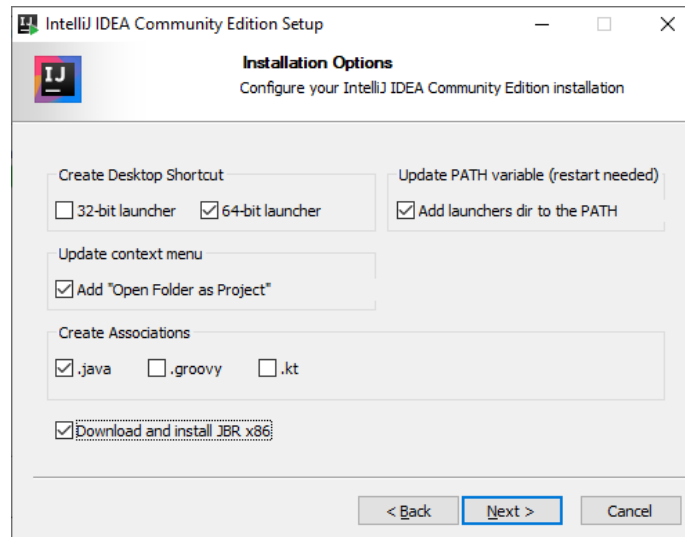 IntelliJ IDEA Community Edition Setup
IJ
Installation Options
Configure your IntelliJ IDEA Community Edition installation
Create Desktop Shortcut
32-bit launcher 64-bit launcher
Update PATH variable (restart needed)
Add launchers dir to the PATH
Update context menu
Add "Open Folder as Project"
Create Associations
.java .groovy .kt
Download and install JBR x86
< Back Next > Cancel